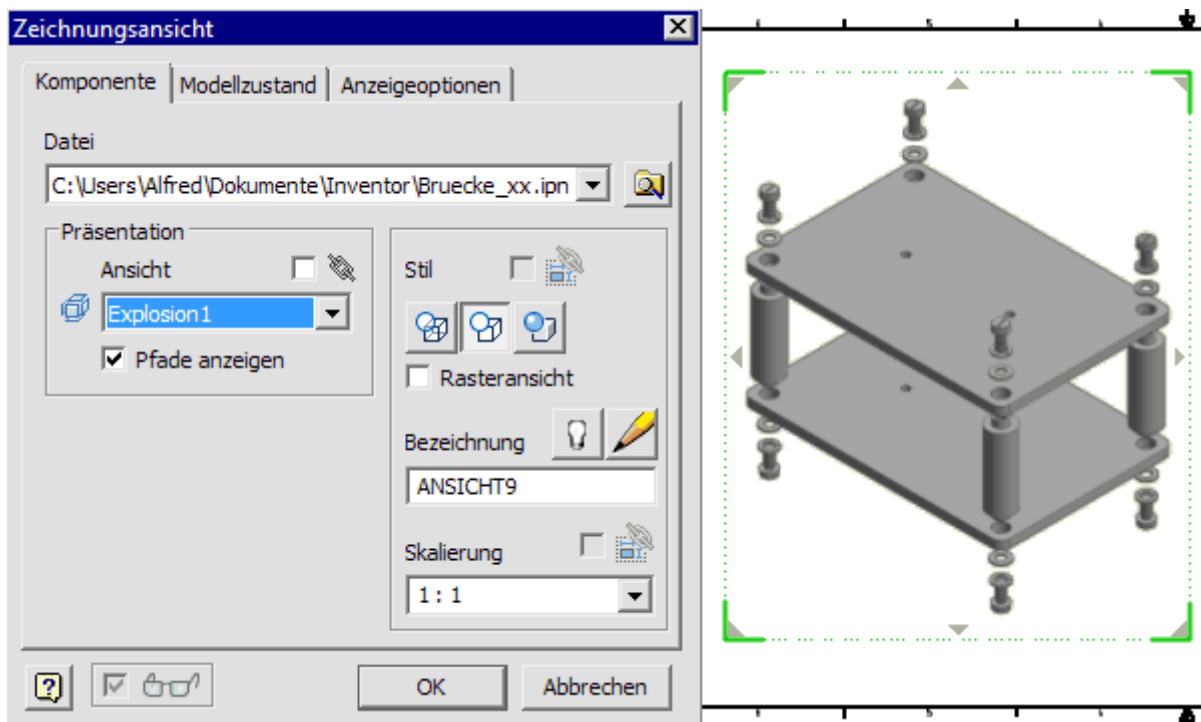 Zeichnungsansicht
Komponente Modellzustand Anzeigeoptionen
Datei
C:\Users\Alfred\Dokumente\Inventor\Bruecke_xx.ipn
Präsentation
Ansicht
Explosion1
Pfade anzeigen
Stil
Rasteransicht
Bezeichnung
ANSICHT9
Skalierung
1 : 1
OK Abbrechen